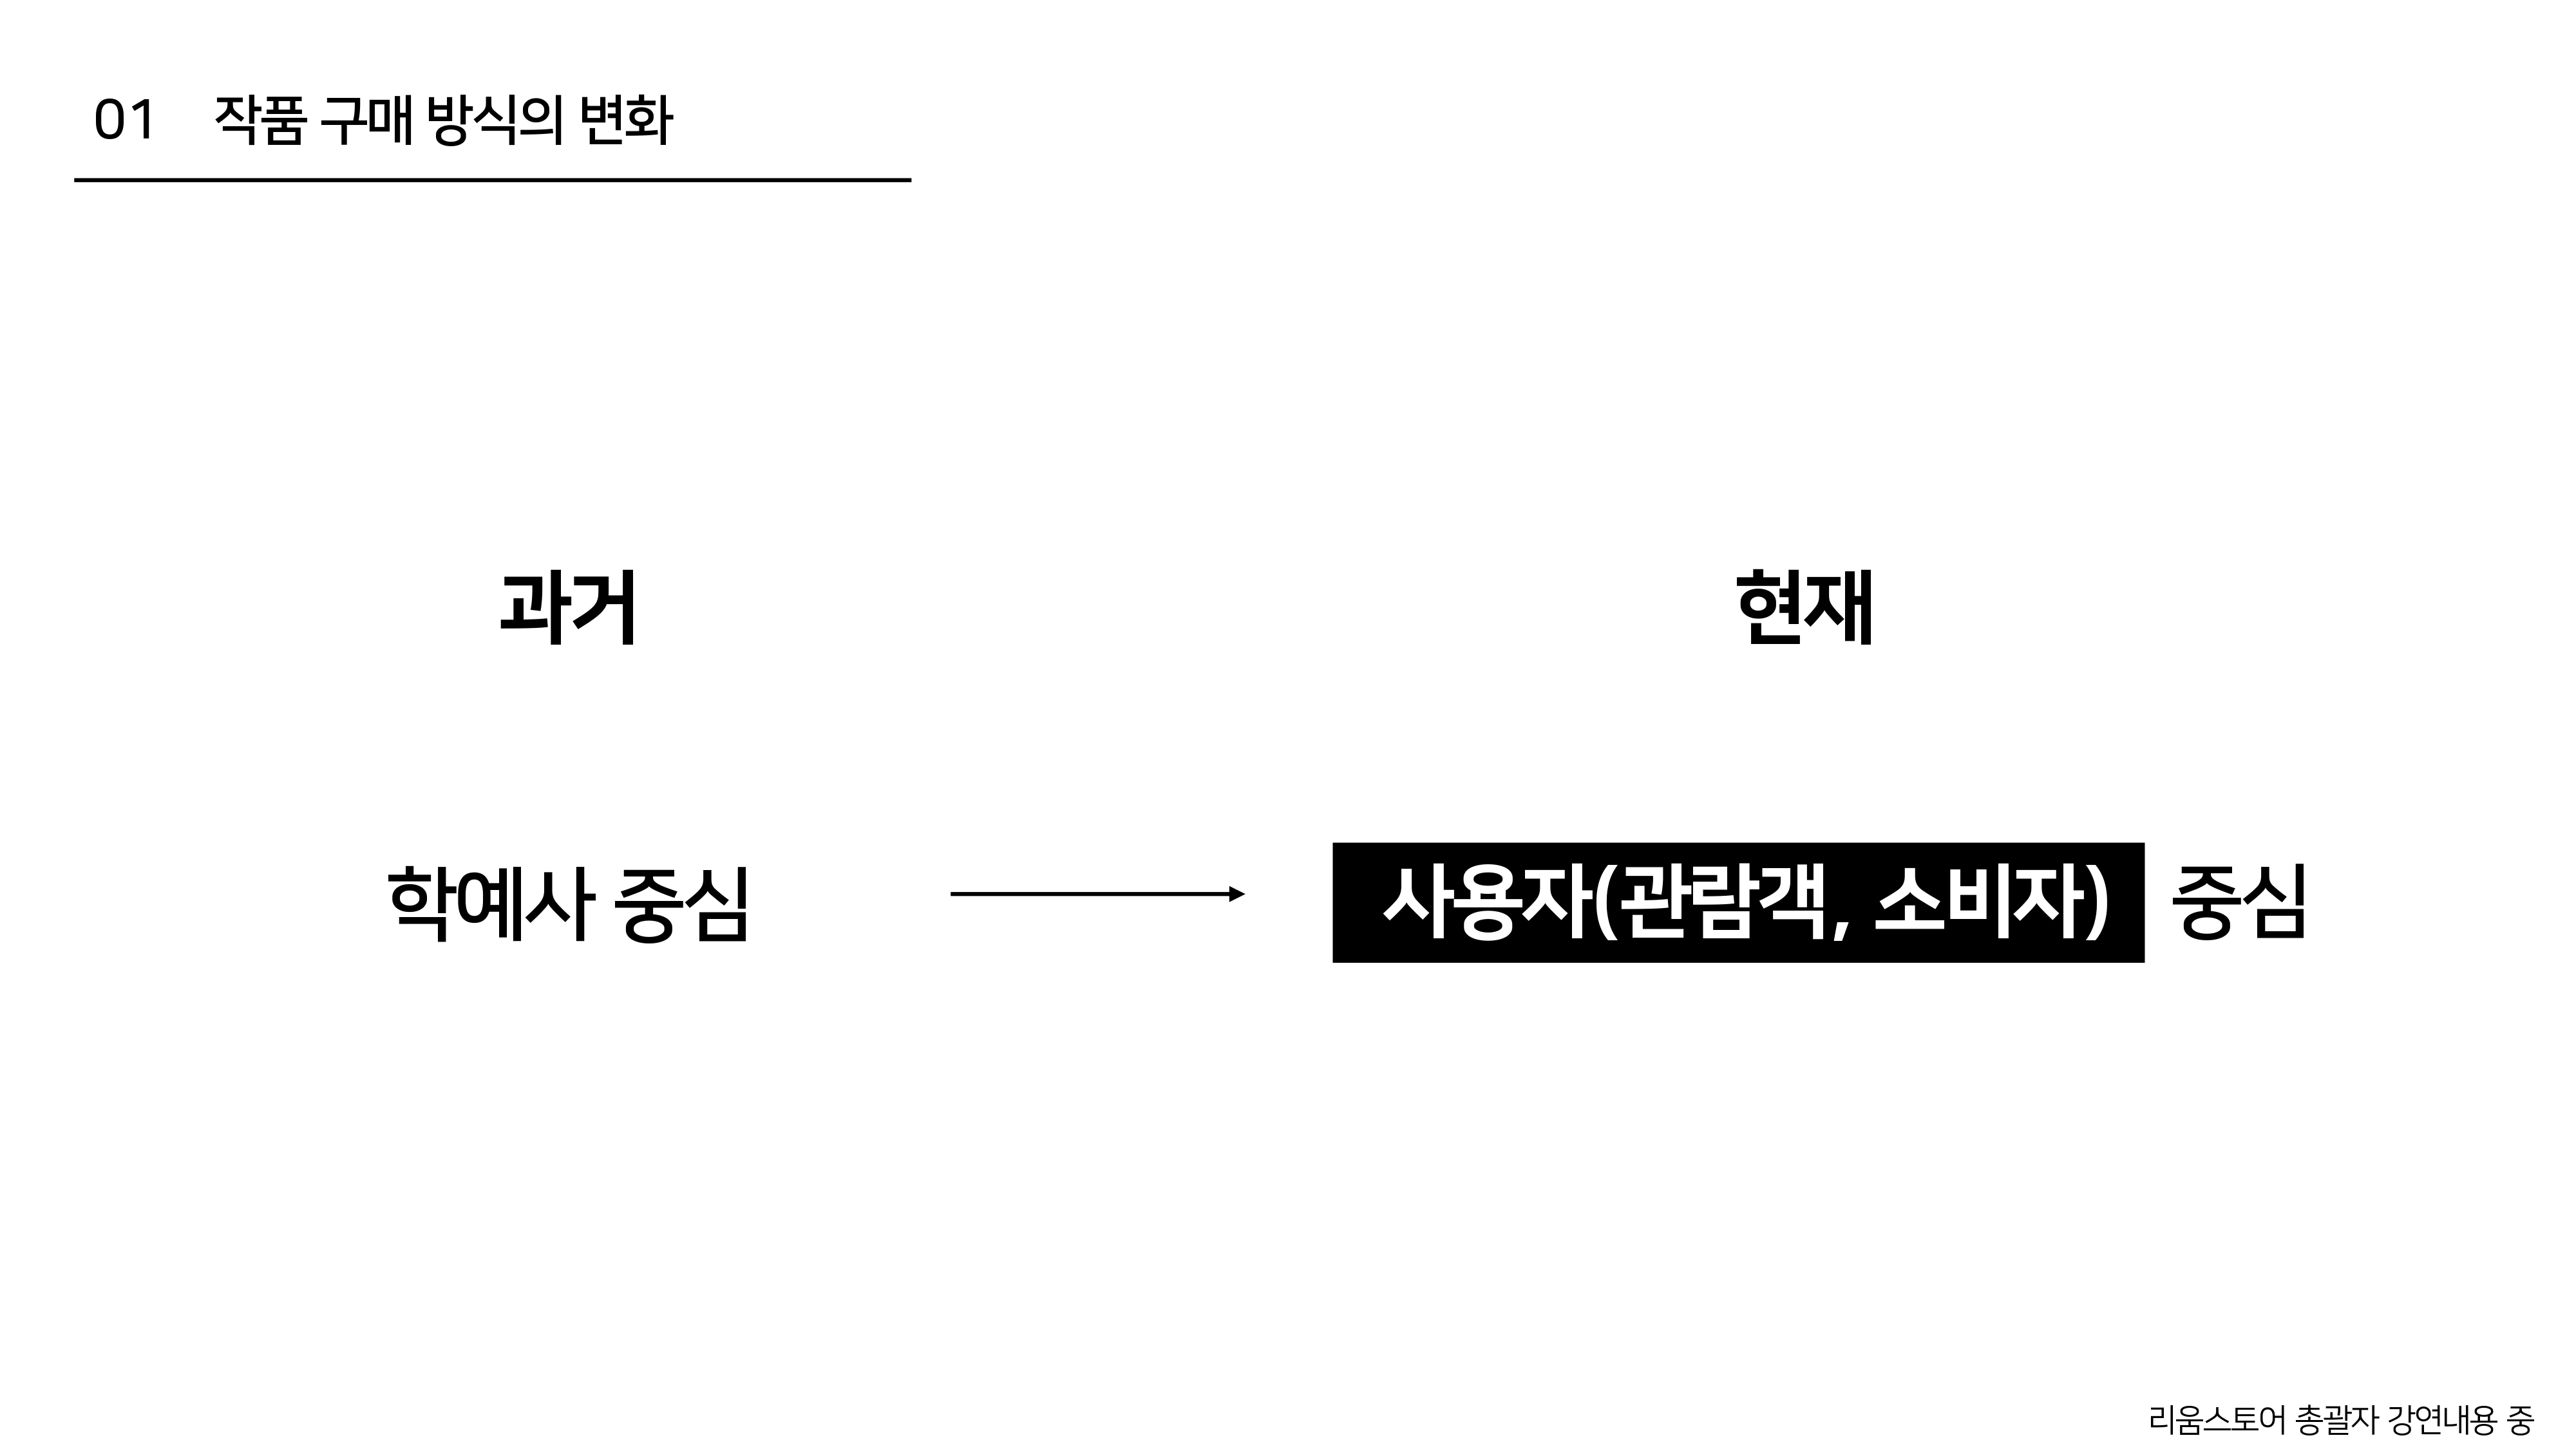 01 작품 구매 방식의 변화
과거
현재
학예사 중심
사용자(관람객, 소비자) 중심
리움스토어 총괄자 강연내용 중